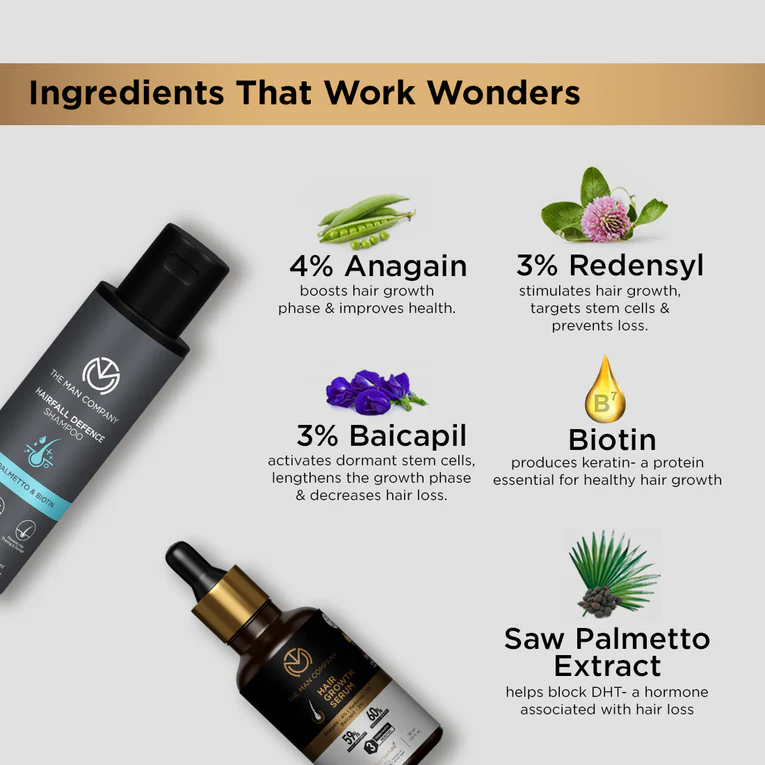 Ingredients That Work Wonders
4% Anagain
boosts hair growth
phase & improves health.
3% Redensyl
stimulates hair growth,
targets stem cells &
prevents loss.
3% Baicapil
activates dormant stem cells,
lengthens the growth phase
& decreases hair loss.
B7
Biotin
produces keratin- a protein
essential for healthy hair growth
Saw Palmetto
Extract
helps block DHT- a hormone
associated with hair loss
THE MAN COMPANY
HAIRFALL DEFENCE
SHAMPOO
PALMETTO & BIOTIN
THE MAN COMPANY
HAIR
GROWTH
SERUM
59%
60%
3